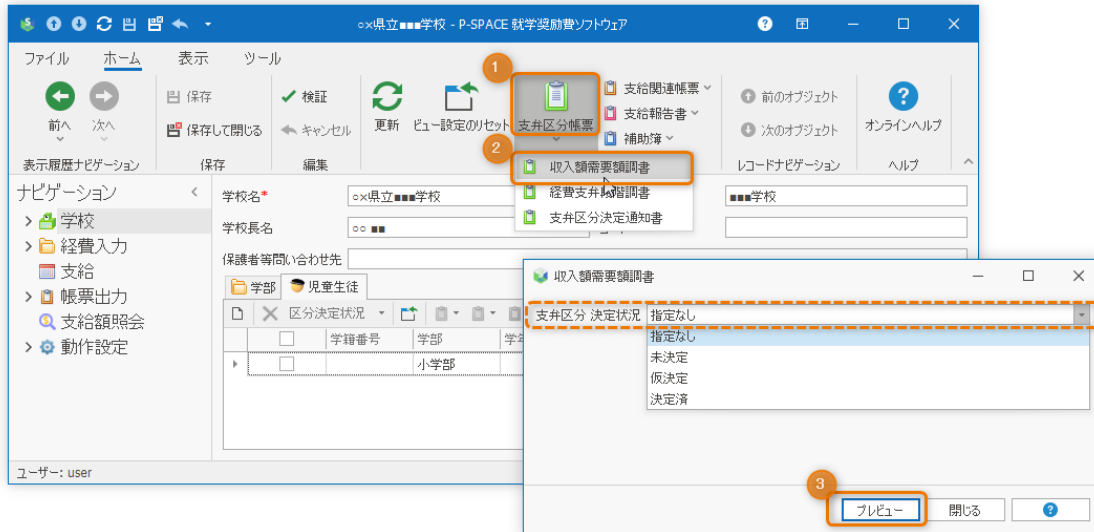 ○×県立■■■学校 - P-SPACE 就学奨励費ソフトウェア
ファイル ホーム 表示 ツール
1
前へ
次へ
表示履歴ナビゲーション
保存
保存して閉じる
保存
検証
キャンセル
編集
更新
ビュー設定のリセット
支弁区分帳票
支給関連帳票
支給報告書
補助簿
前のオブジェクト
次のオブジェクト
レコードナビゲーション
オンラインヘルプ
ヘルプ
2
収入額需要額調書
経費支弁段階調書
支弁区分決定通知書
ナビゲーション
学校
経費入力
支給
帳票出力
支給額照会
動作設定
学校名*
○×県立■■■学校
■■■学校
学校長名
○○ ■■
保護者等問い合わせ先
学部 児童生徒
区分決定状況
学籍番号 学部
小学部
ユーザー: user
収入額需要額調書
支弁区分 決定状況 指定なし
指定なし
未決定
仮決定
決定済
3
プレビュー 閉じる